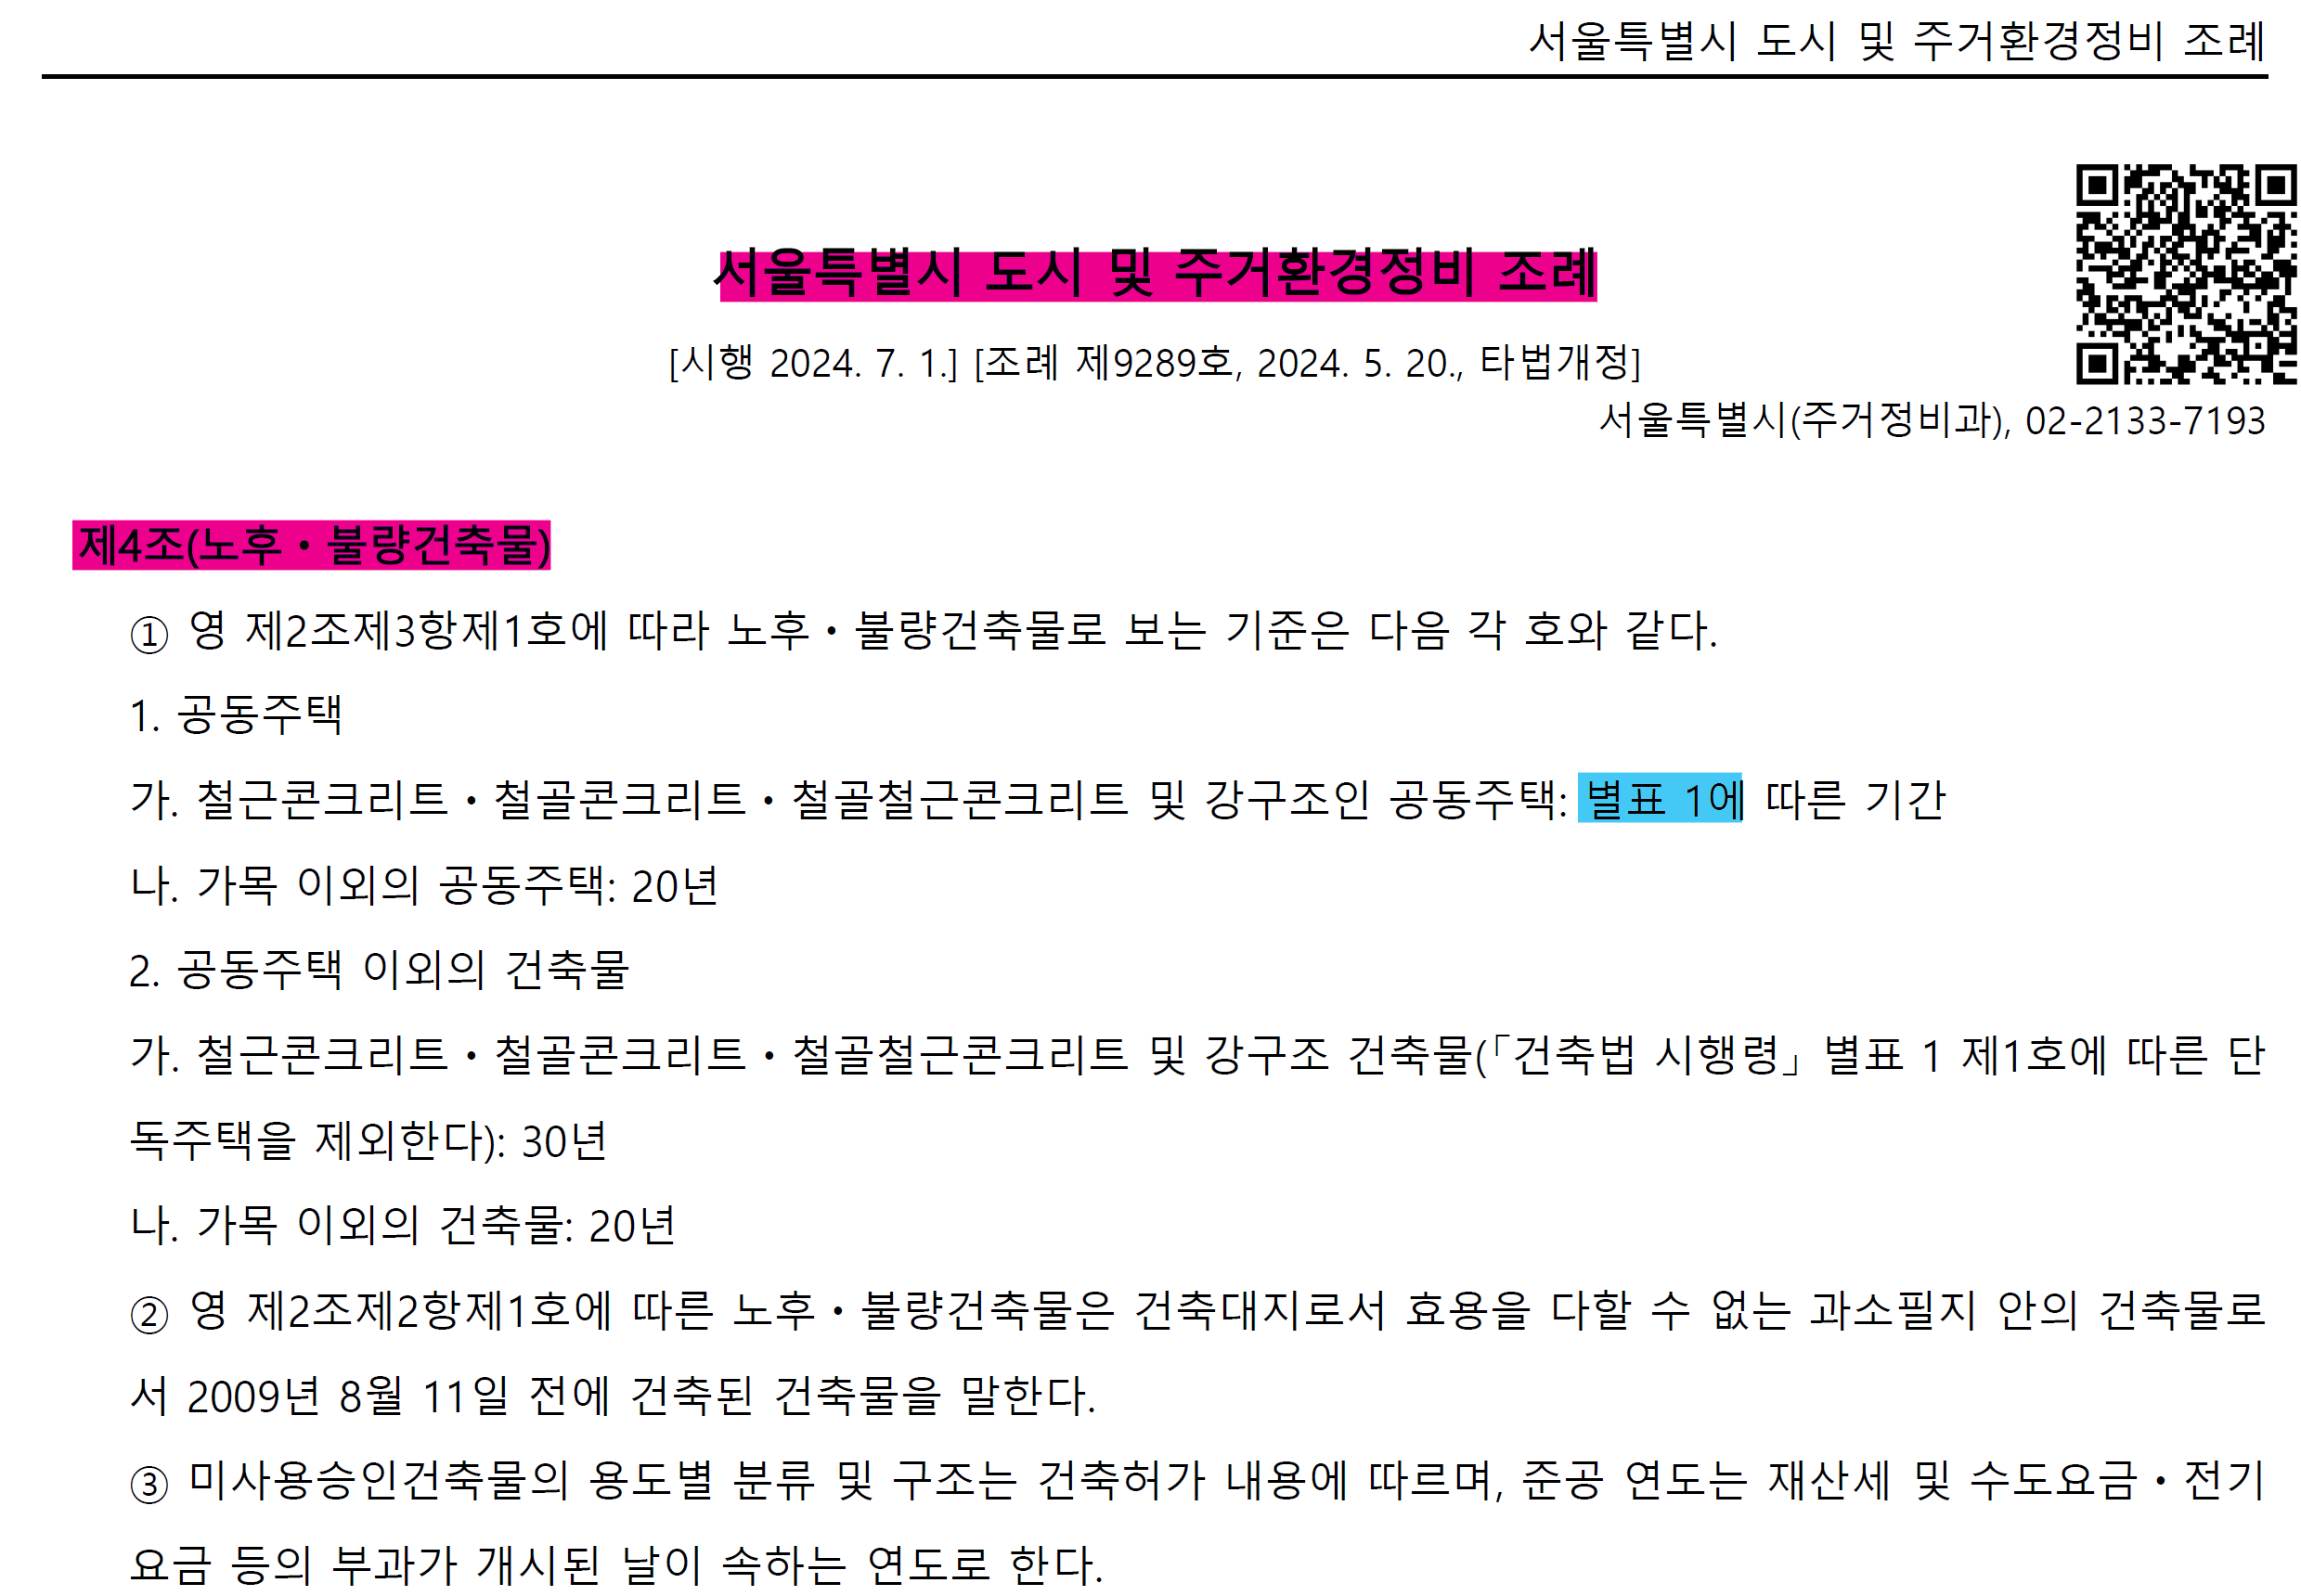 서울특별시 도시 및 주거환경정비 조례
서울특별시 도시 및 주거환경정비 조례
[시행 2024. 7. 1.] [조례 제9289호, 2024. 5. 20., 타법개정]
서울특별시(주거정비과), 02-2133-7193
제4조(노후・불량건축물)
① 영 제2조제3항제1호에 따라 노후・불량건축물로 보는 기준은 다음 각 호와 같다.
1. 공동주택
가. 철근콘크리트・철골콘크리트・철골철근콘크리트 및 강구조인 공동주택: 별표 1에 따른 기간
나. 가목 이외의 공동주택: 20년
2. 공동주택 이외의 건축물
가. 철근콘크리트・철골콘크리트・철골철근콘크리트 및 강구조 건축물(「건축법 시행령」 별표 1 제1호에 따른 단
독주택을 제외한다): 30년
나. 가목 이외의 건축물: 20년
② 영 제2조제2항제1호에 따른 노후・불량건축물은 건축대지로서 효용을 다할 수 없는 과소필지 안의 건축물로
서 2009년 8월 11일 전에 건축된 건축물을 말한다.
③ 미사용승인건축물의 용도별 분류 및 구조는 건축허가 내용에 따르며, 준공 연도는 재산세 및 수도요금・전기
요금 등의 부과가 개시된 날이 속하는 연도로 한다.